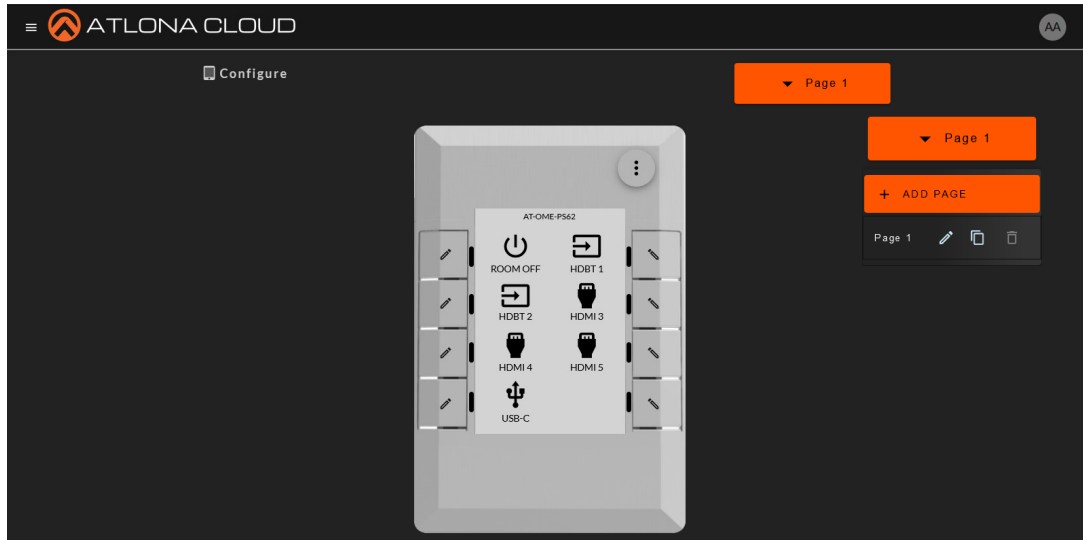 ATLONA CLOUD
AA
Configure
Page 1
Page 1
+ ADD PAGE
Page 1
AT-OME-PS62
ROOM OFF HDBT 1
HDBT 2 HDMI 3
HDMI 4 HDMI 5
USB-C